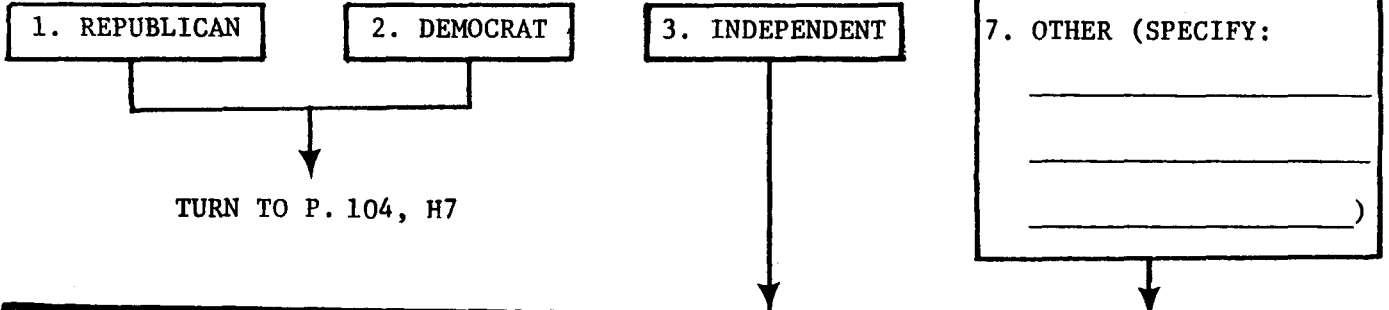 1. REPUBLICAN 2. DEMOCRAT 3. INDEPENDENT 7. OTHER (SPECIFY:
)
TURN TO P. 104, H7